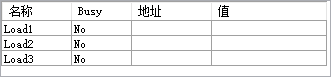 名称 Busy 地址 值
Load1 No
Load2 No
Load3 No